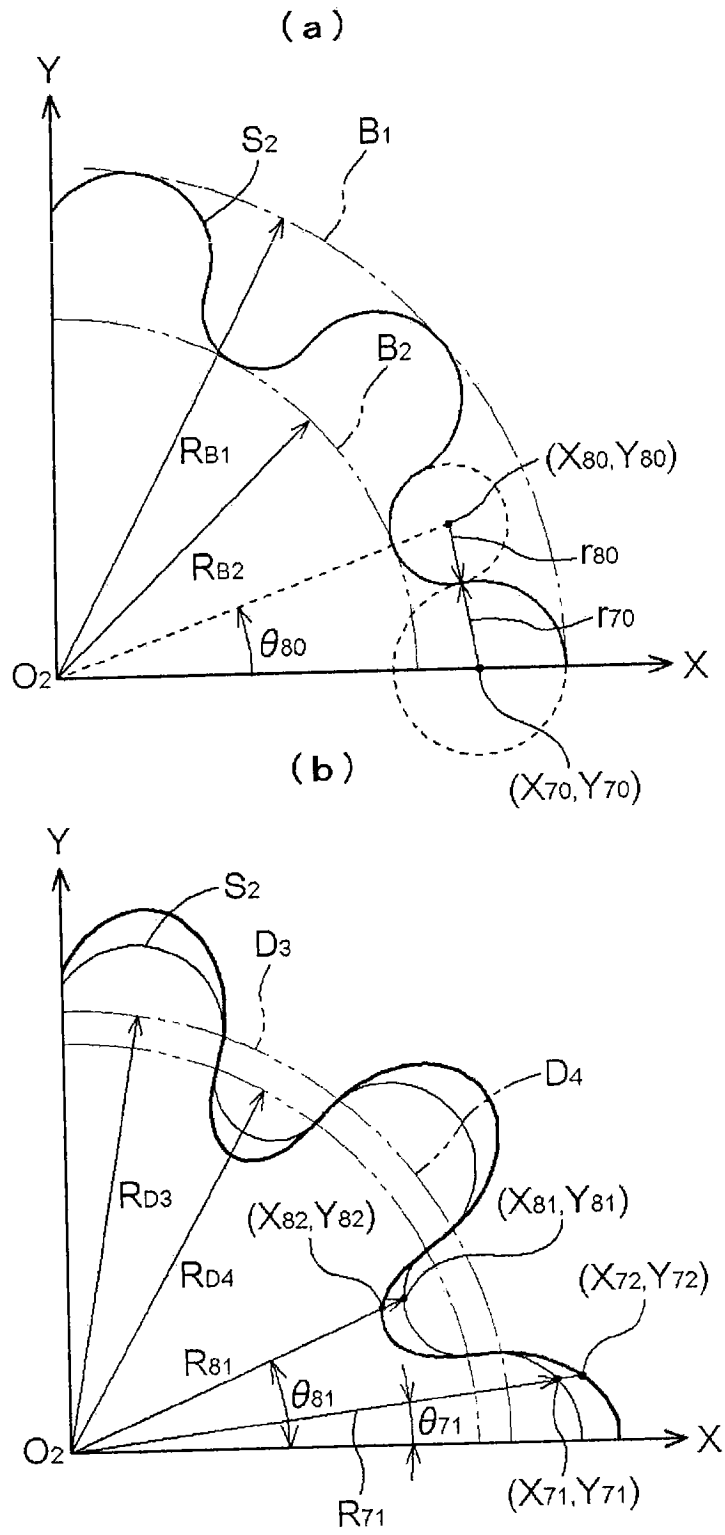 (a)
Y
S2
B1
B2
RB1
(X80,Y80)
RB2
r80
θ80
r70
O2
X
(X70,Y70)
(b)
Y
S2
D3
D4
RD3
(X82,Y82)
(X81,Y81)
RD4
(X72,Y72)
R81
θ81
θ71
O2
X
R71
(X71,Y71)